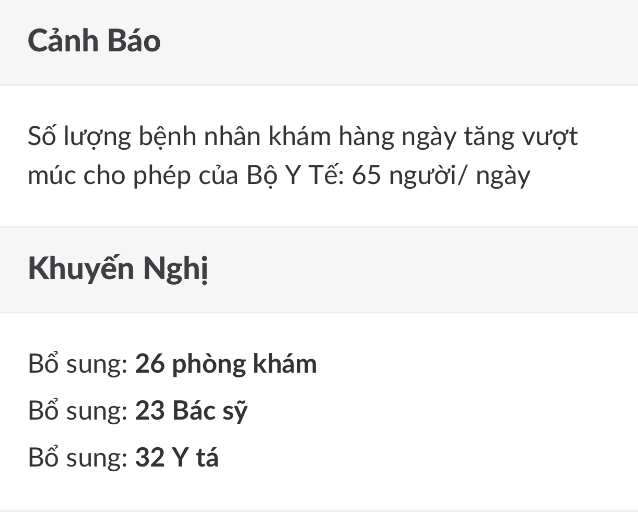 Cảnh Báo
Số lượng bệnh nhân khám hàng ngày tăng vượt
múc cho phép của Bộ Y Tế: 65 người/ ngày
Khuyến Nghị
Bổ sung: 26 phòng khám
Bổ sung: 23 Bác sỹ
Bổ sung: 32 Y tá